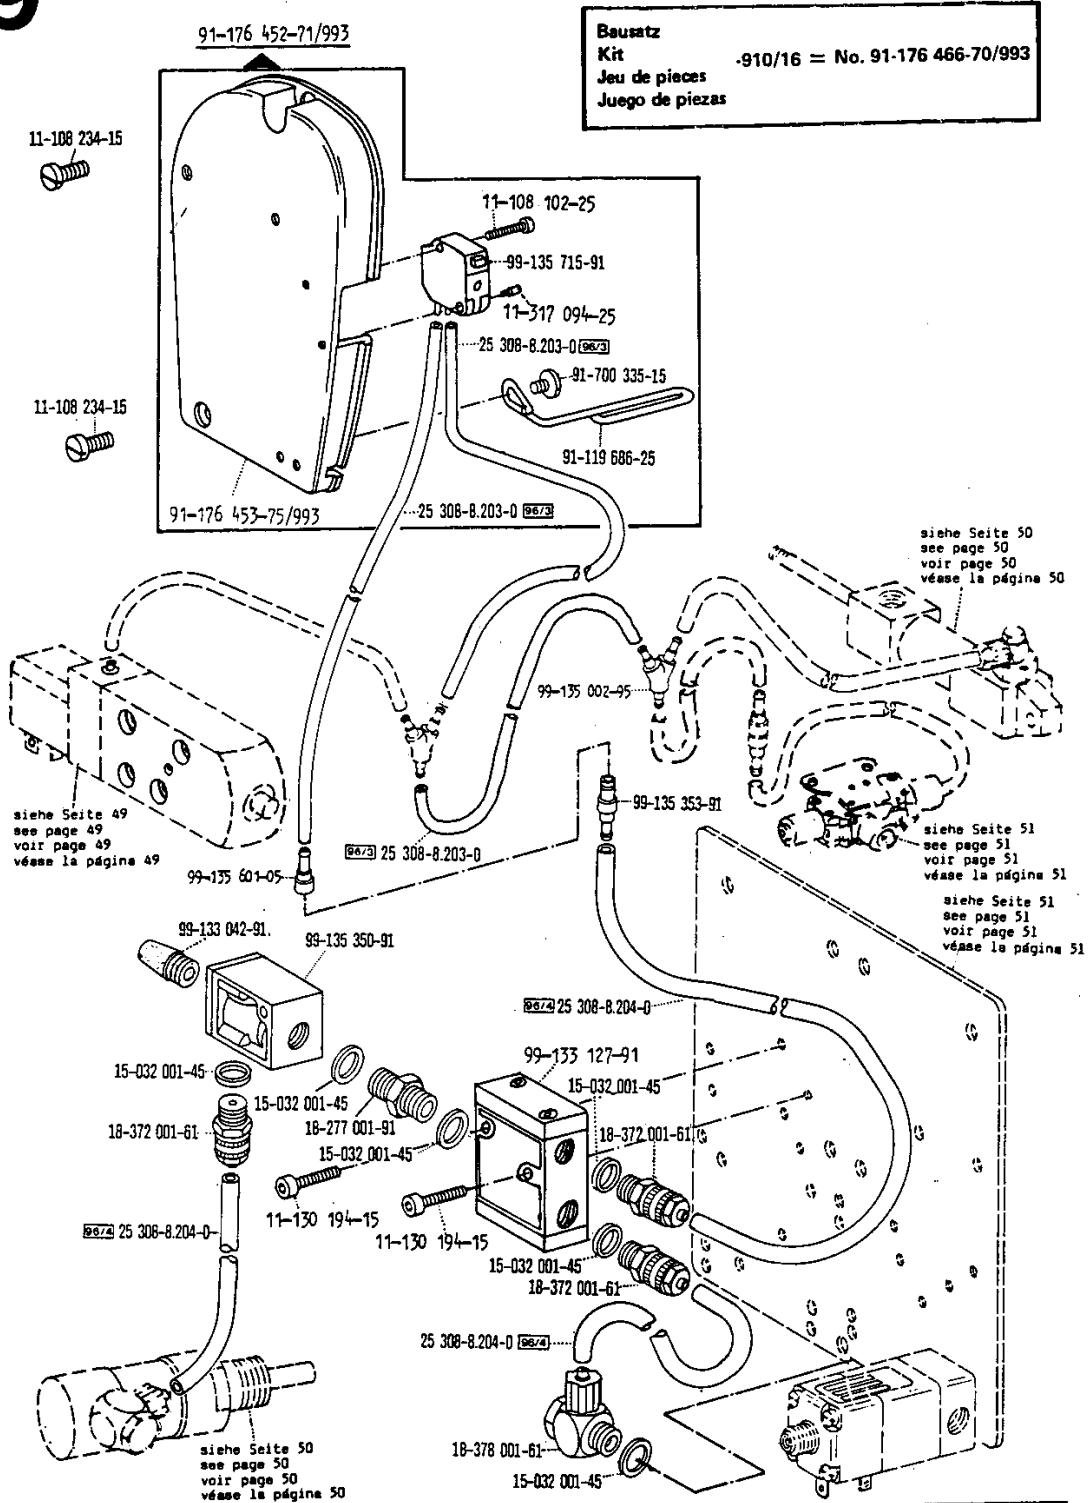 9
91-176 452-71/993
Bausatz
Kit
Jeu de pieces
Juego de piezas
-910/16 = No. 91-176 466-70/993
11-108 234-15
11-108 102-25
99-135 715-91
11-317 094-25
25 308-8.203-0 96/3
91-700 335-15
11-108 234-15
91-119 686-25
91-176 453-75/993
25 308-8.203-0 96/3
siehe Seite 50
see page 50
voir page 50
véase la página 50
99-135 002-95
siehe Seite 49
see page 49
voir page 49
véase la página 49
99-135 353-91
96/3 25 308-8.203-0
99-135 601-05
siehe Seite 51
see page 51
voir page 51
véase la página 51
siehe Seite 51
see page 51
voir page 51
véase la página 51
99-133 042-91
99-135 350-91
96/4 25 308-8.204-0
99-133 127-91
15-032 001-45
15-032 001-45
15-032 001-45
18-277 001-91
18-372 001-61
18-372 001-61
15-032 001-45
11-130 194-15
11-130 194-15
96/4 25 308-8.204-0
15-032 001-45
18-372 001-61
25 308-8.204-0 96/4
18-378 001-61
15-032 001-45
siehe Seite 50
see page 50
voir page 50
véase la página 50